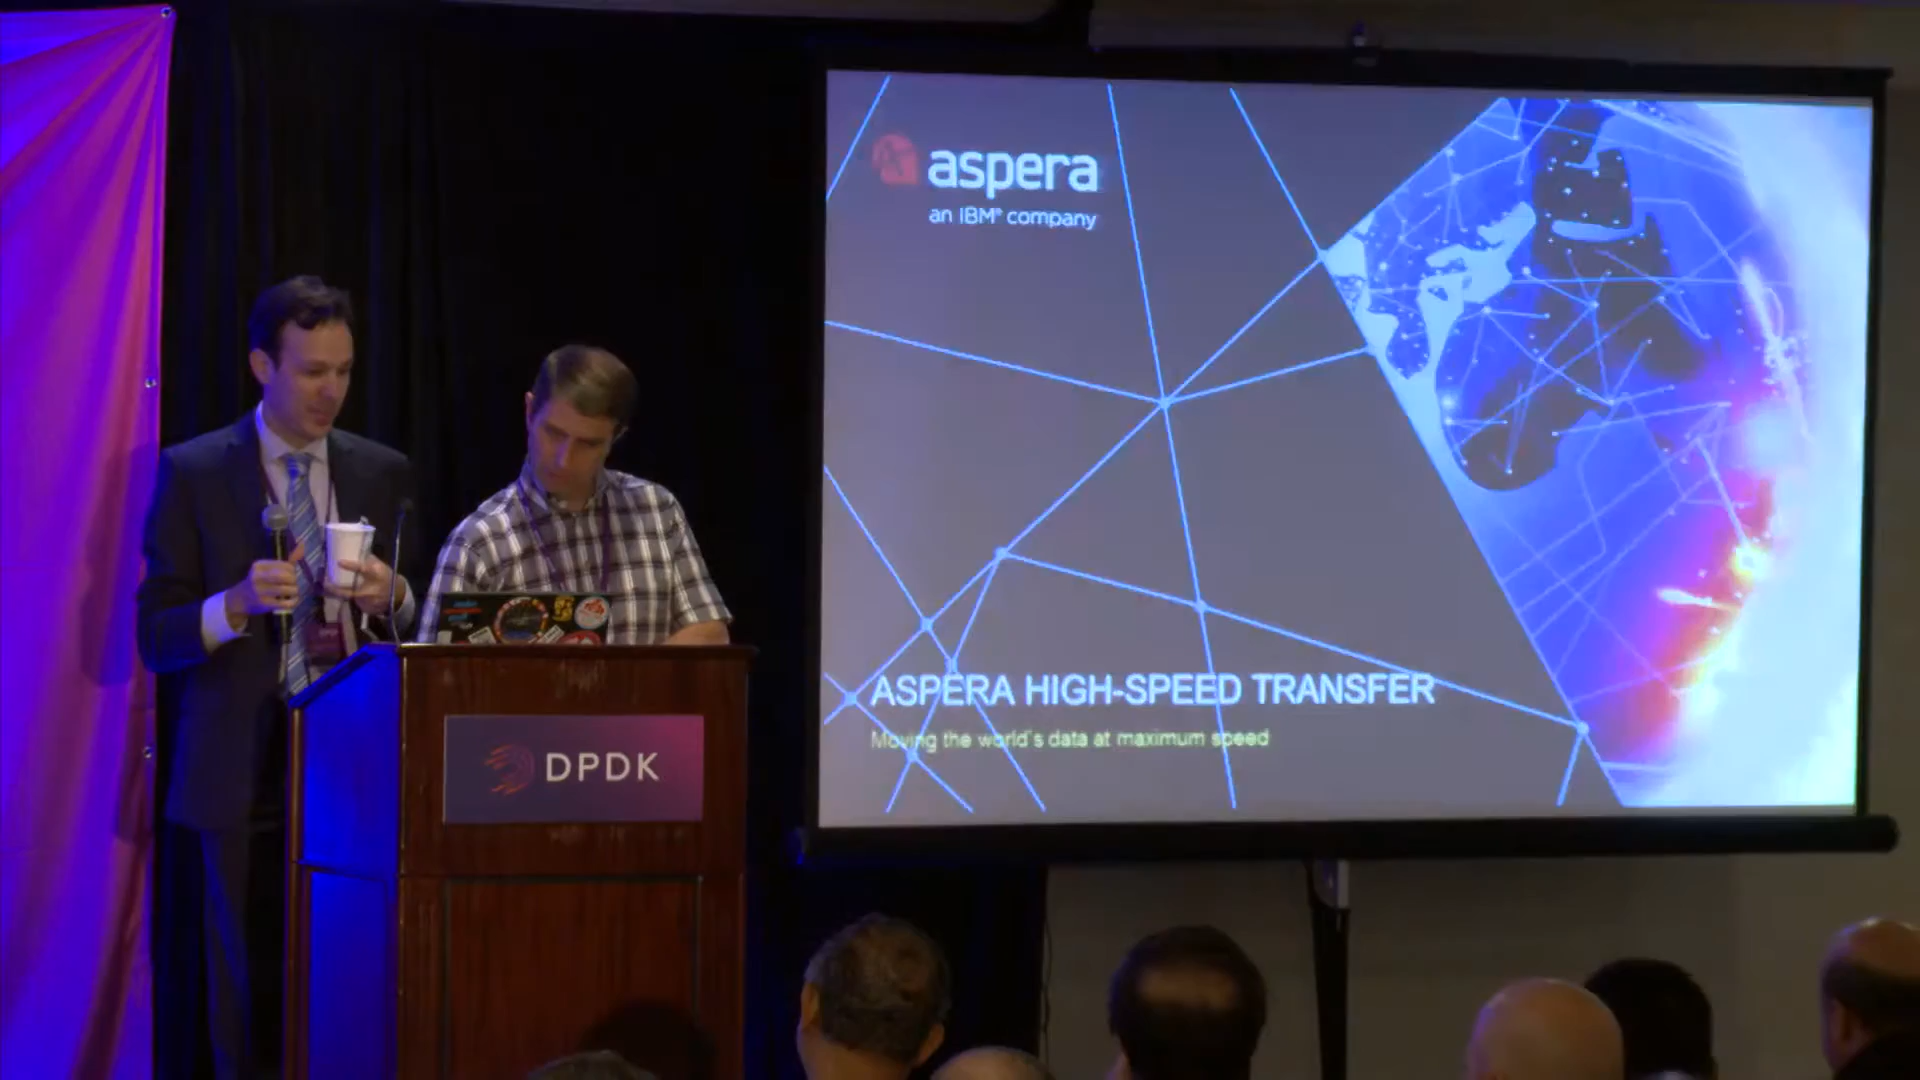 aspera
an IBM® company
ASPERA HIGH-SPEED TRANSFER
Moving the world's data at maximum speed
DPDK